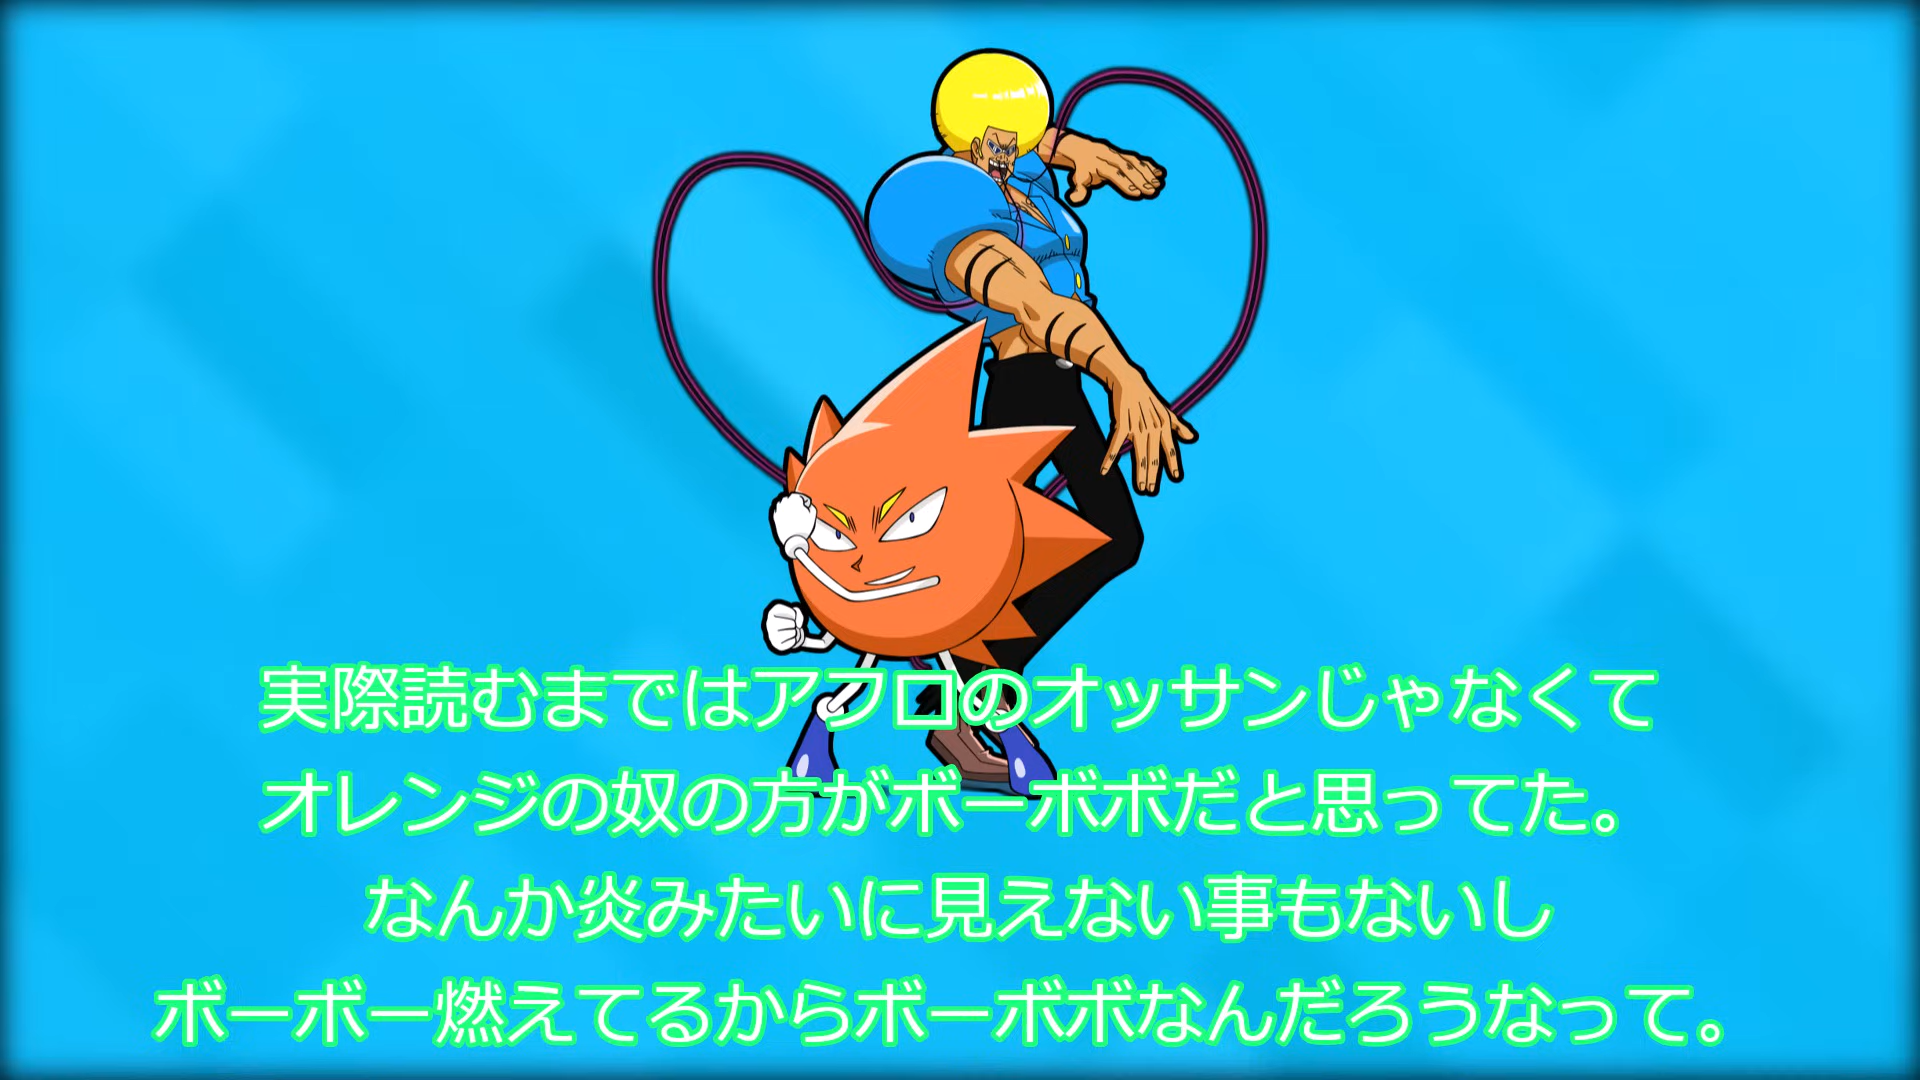 実際読むまではアフロのオッサンじゃなくて
オレンジの奴の方がボーボボだと思ってた。
なんか炎みたいに見えない事もないし
ボーボー燃えてるからボーボボなんだろうなって。